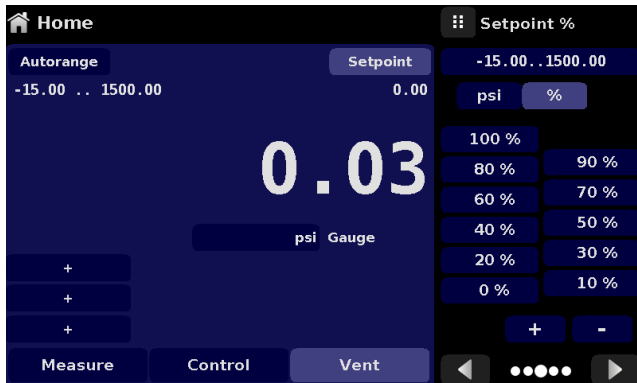 Home
Autorange
Setpoint
-15.00 .. 1500.00
0.00
0.03
psi Gauge
+
+
+
Measure
Control
Vent
Setpoint %
-15.00..1500.00
psi
%
100 %
90 %
80 %
70 %
60 %
50 %
40 %
30 %
20 %
10 %
0 %
+
-